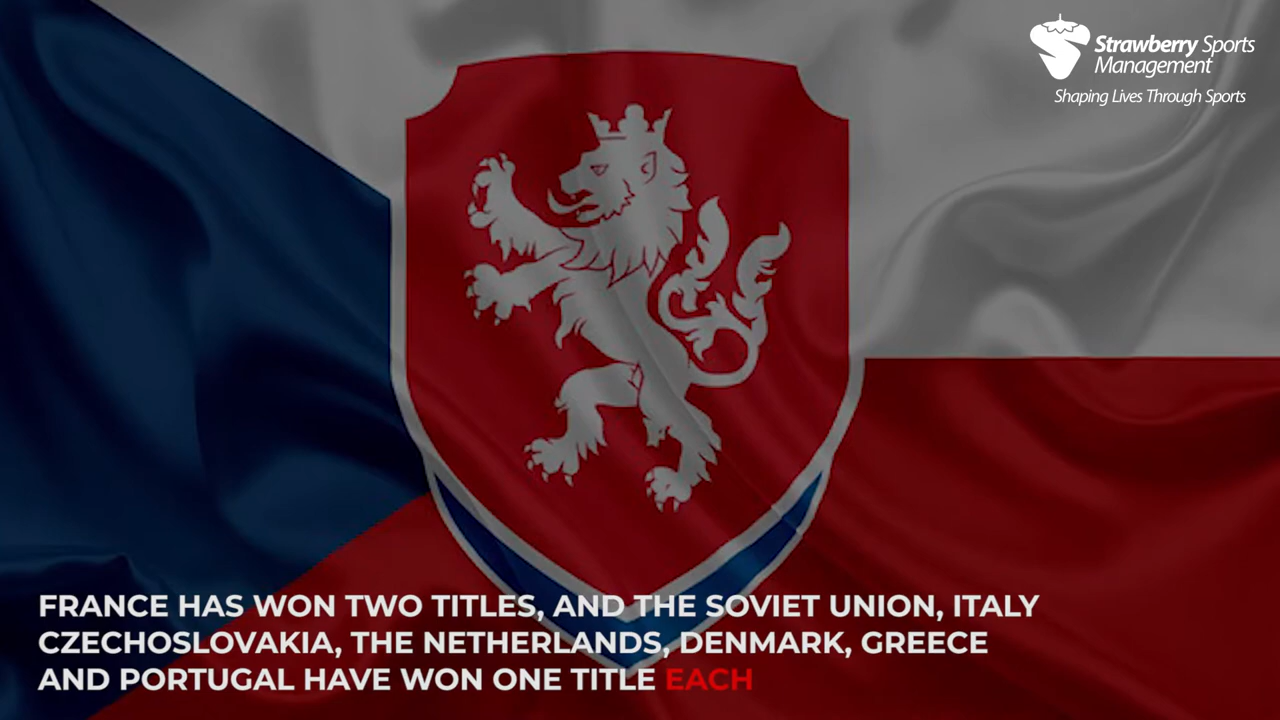 Strawberry Sports
Management
Shaping Lives Through Sports
FRANCE HAS WON TWO TITLES, AND THE SOVIET UNION, ITALY
CZECHOSLOVAKIA, THE NETHERLANDS, DENMARK, GREECE
AND PORTUGAL HAVE WON ONE TITLE EACH